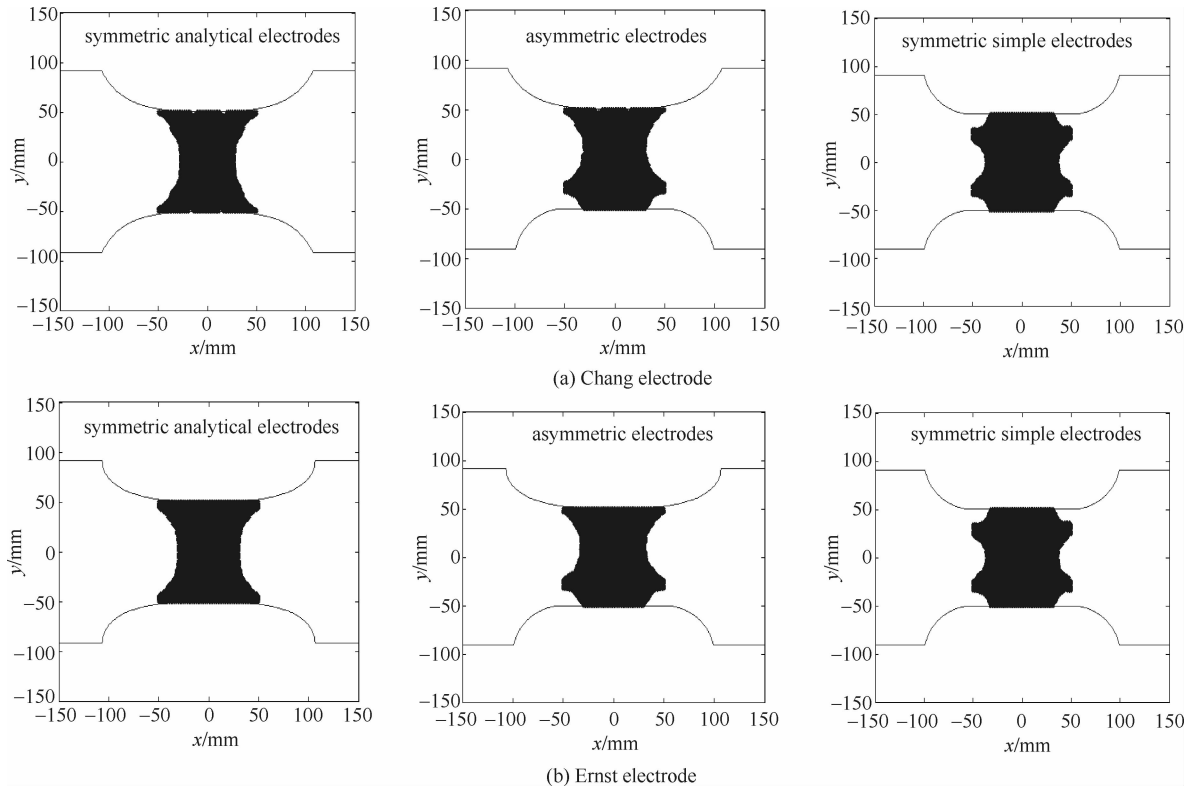 symmetric analytical electrodes
150
100
50
0
−50
−100
−150
y/mm
−150 −100 −50 0 50 100 150
x/mm
asymmetric electrodes
150
100
50
0
−50
−100
−150
y/mm
−150 −100 −50 0 50 100 150
x/mm
symmetric simple electrodes
150
100
50
0
−50
−100
−150
y/mm
−150 −100 −50 0 50 100 150
x/mm
(a) Chang electrode
symmetric analytical electrodes
150
100
50
0
−50
−100
−150
y/mm
−150 −100 −50 0 50 100 150
x/mm
asymmetric electrodes
150
100
50
0
−50
−100
−150
y/mm
−150 −100 −50 0 50 100 150
x/mm
symmetric simple electrodes
150
100
50
0
−50
−100
−150
y/mm
−150 −100 −50 0 50 100 150
x/mm
(b) Ernst electrode